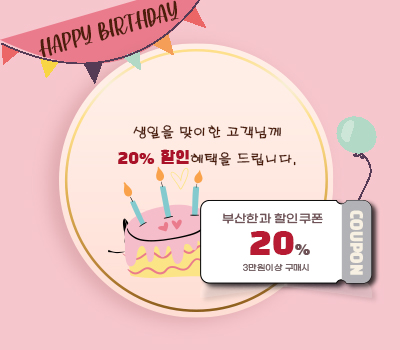 HAPPY BIRTHDAY
생일을 맞이한 고객님께
20% 할인혜택을 드립니다.
부산한과 할인쿠폰
20%
3만원이상 구매시
COUPON